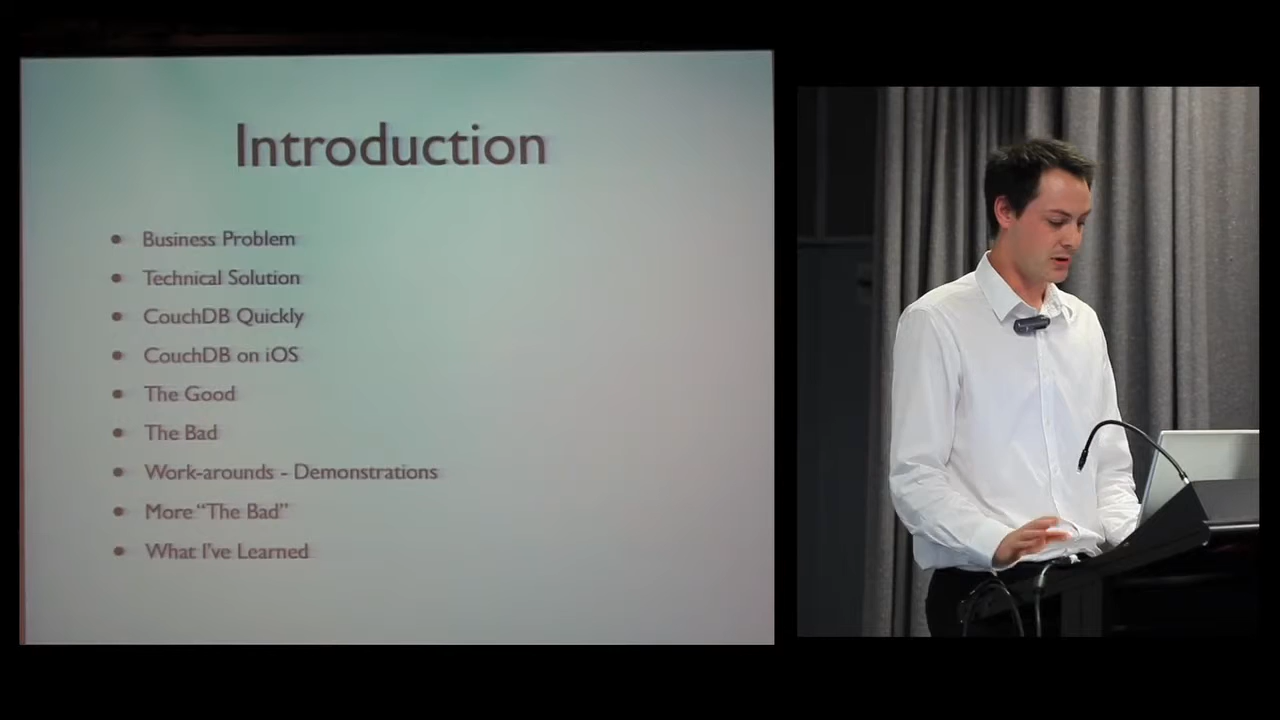 Introduction
• Business Problem
• Technical Solution
• CouchDB Quickly
• CouchDB on iOS
• The Good
• The Bad
• Work-arounds - Demonstrations
• More “The Bad”
• What I’ve Learned